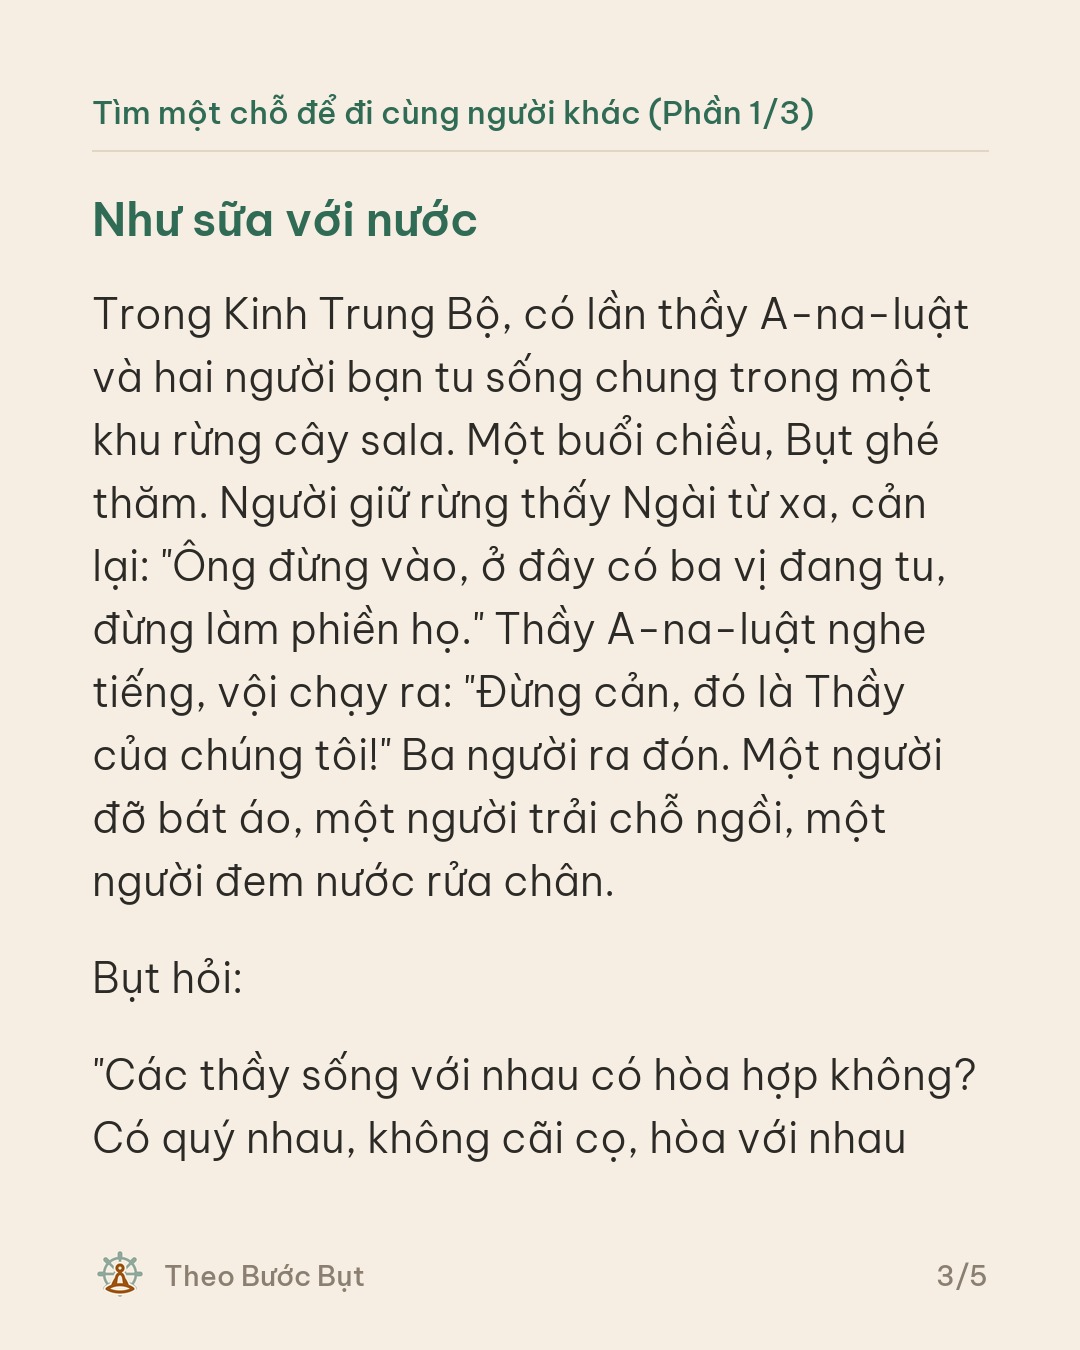 Tìm một chỗ để đi cùng người khác (Phần 1/3)
Như sữa với nước
Trong Kinh Trung Bộ, có lần thầy A-na-luật
và hai người bạn tu sống chung trong một
khu rừng cây sala. Một buổi chiều, Bụt ghé
thăm. Người giữ rừng thấy Ngài từ xa, cản
lại: "Ông đừng vào, ở đây có ba vị đang tu,
đừng làm phiền họ." Thầy A-na-luật nghe
tiếng, vội chạy ra: "Đừng cản, đó là Thầy
của chúng tôi!" Ba người ra đón. Một người
đỡ bát áo, một người trải chỗ ngồi, một
người đem nước rửa chân.
Bụt hỏi:
"Các thầy sống với nhau có hòa hợp không?
Có quý nhau, không cãi cọ, hòa với nhau
Theo Bước Bụt
3/5